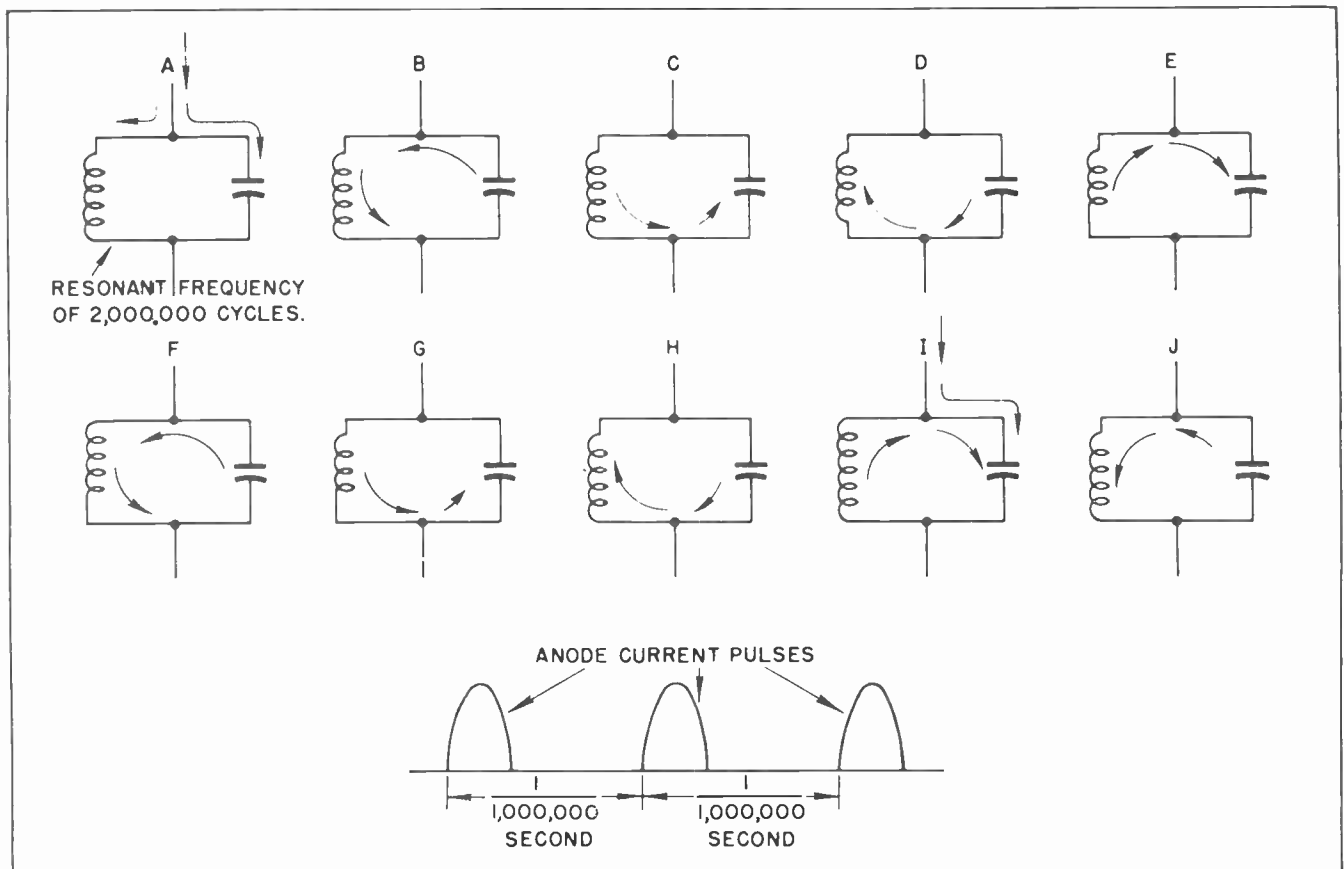 A
B
C
D
E
RESONANT FREQUENCY
OF 2,000,000 CYCLES.
F
G
H
I
J
ANODE CURRENT PULSES
1
1
1,000,000
1,000,000
SECOND
SECOND